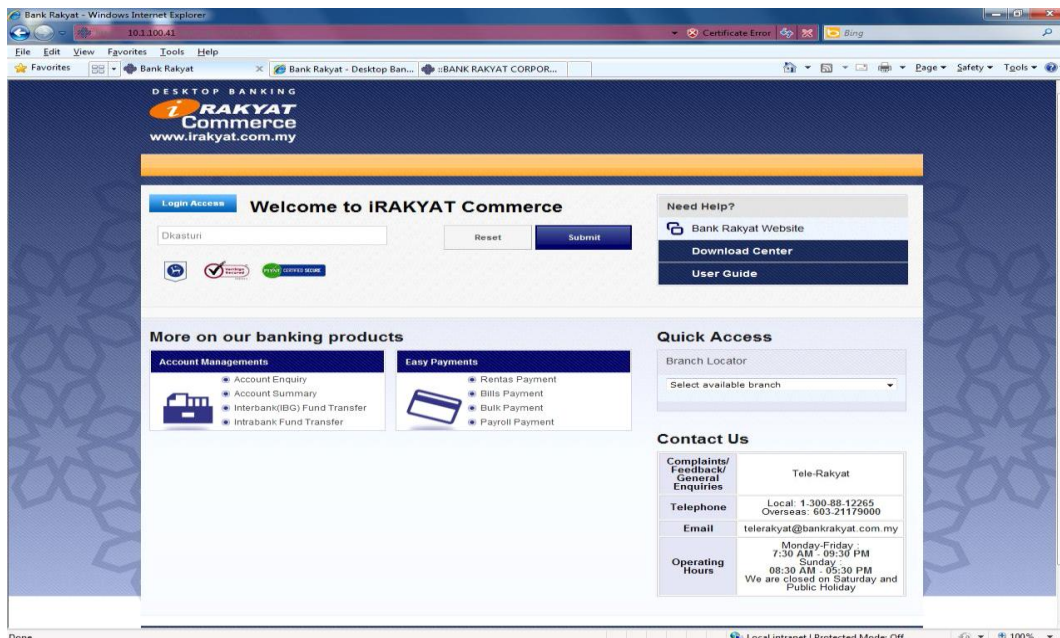 Bank Rakyat - Windows Internet Explorer
10.1.100.41
Certificate Error
Bing
File Edit View Favorites Tools Help
Favorites
Bank Rakyat
Bank Rakyat - Desktop Ban...
::BANK RAKYAT CORPOR...
Page Safety Tools
DESKTOP BANKING
i RAKYAT
Commerce
www.irakyat.com.my
Login Access
Welcome to iRAKYAT Commerce
Dkasturi
Reset
Submit
CERTIFIED SECURE
Need Help?
Bank Rakyat Website
Download Center
User Guide
More on our banking products
Account Managements
Account Enquiry
Account Summary
Interbank(IBG) Fund Transfer
Intrabank Fund Transfer
Easy Payments
Rentas Payment
Bills Payment
Bulk Payment
Payroll Payment
Quick Access
Branch Locator
Select available branch
Contact Us
Complaints/
Feedback/
General
Enquiries
Tele-Rakyat
Telephone
Local: 1-300-88-12265
Overseas: 603-21179000
Email
telerakyat@bankrakyat.com.my
Operating
Hours
Monday-Friday :
7:30 AM - 09:30 PM
Sunday :
08:30 AM - 05:30 PM
We are closed on Saturday and
Public Holiday
Done
Local intranet | Protected Mode: Off
100%